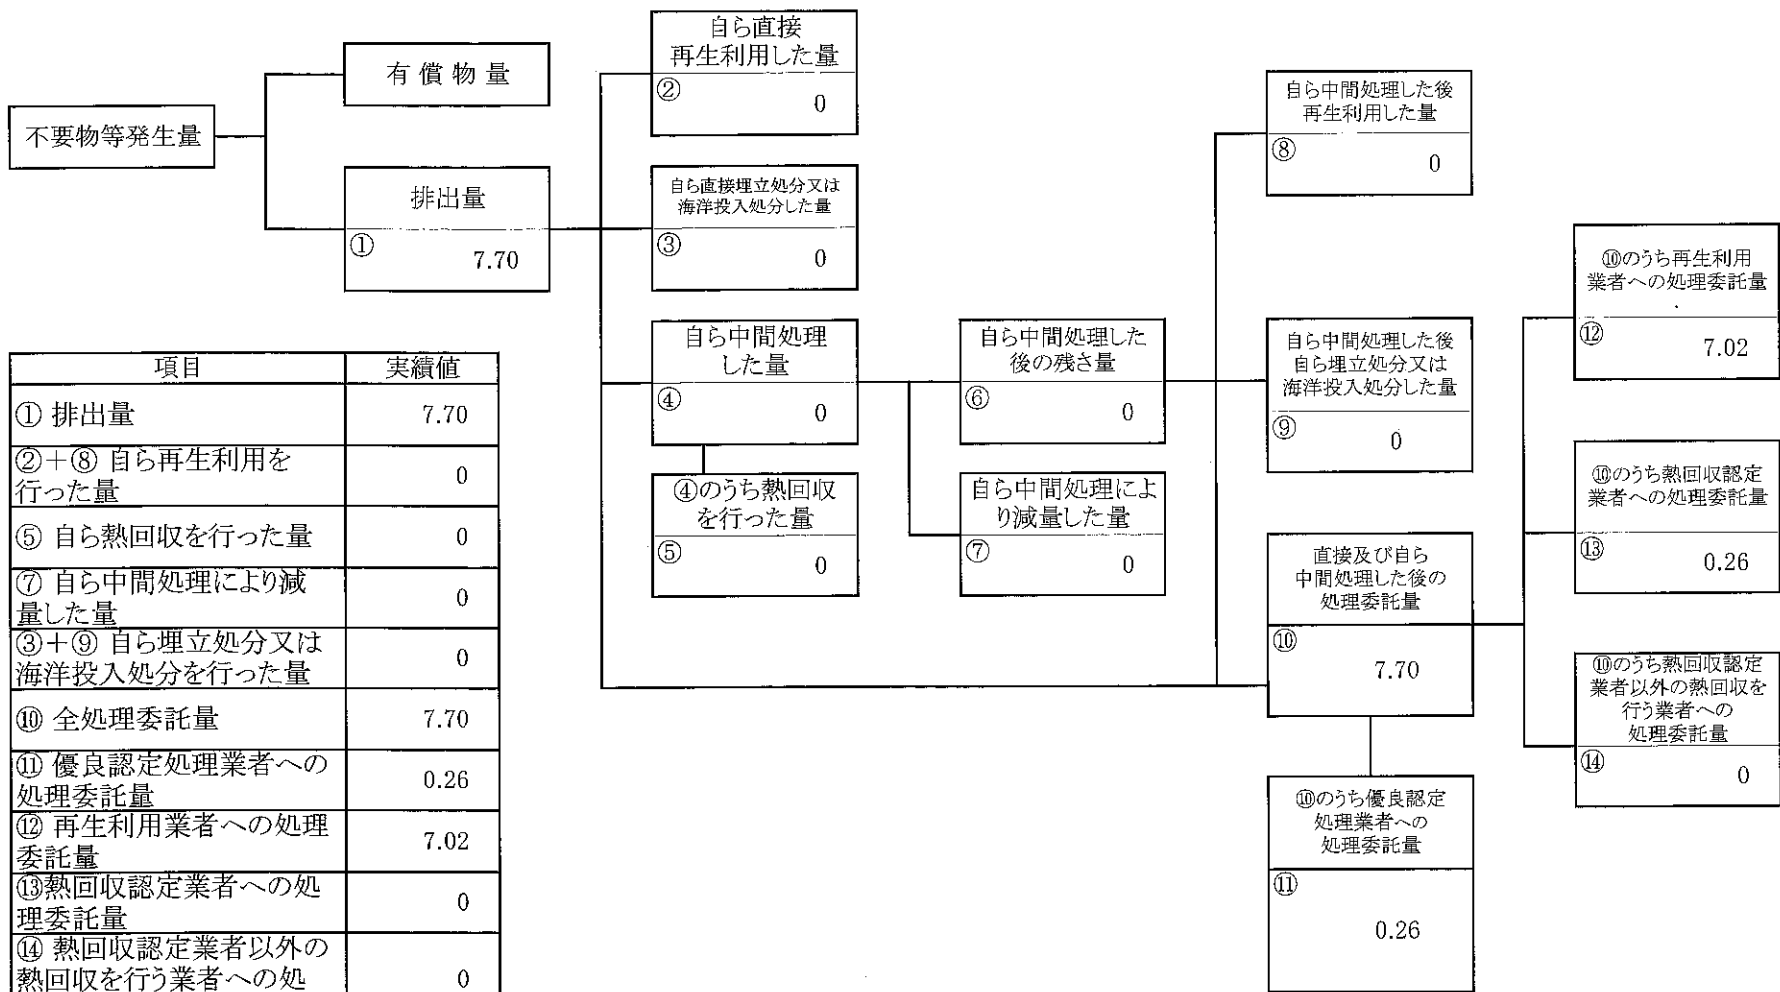 不要物等発生量
有償物量
排出量
①
7.70
自ら直接
再生利用した量
②
0
自ら直接埋立処分又は
海洋投入処分した量
③
0
自ら中間処理
した量
④
0
④のうち熱回収
を行った量
⑤
0
自ら中間処理した
後の残さ量
⑥
0
自ら中間処理によ
り減量した量
⑦
0
自ら中間処理した後
再生利用した量
⑧
0
自ら中間処理した後
自ら埋立処分又は
海洋投入処分した量
⑨
0
直接及び自ら
中間処理した後の
処理委託量
⑩
7.70
⑩のうち優良認定
処理業者への
処理委託量
⑪
0.26
⑩のうち再生利用
業者への処理委託量
⑫
7.02
⑩のうち熱回収認定
業者への処理委託量
⑬
0.26
⑩のうち熱回収認定
業者以外の熱回収を
行う業者への
処理委託量
⑭
0
項目 実績値
① 排出量 7.70
②+⑧ 自ら再生利用を
行った量 0
⑤ 自ら熱回収を行った量 0
⑦ 自ら中間処理により減
量した量 0
③+⑨ 自ら埋立処分又は
海洋投入処分を行った量 0
⑩ 全処理委託量 7.70
⑪ 優良認定処理業者への
処理委託量 0.26
⑫ 再生利用業者への処理
委託量 7.02
⑬熱回収認定業者への処
理委託量 0
⑭ 熱回収認定業者以外の
熱回収を行う業者への処 0